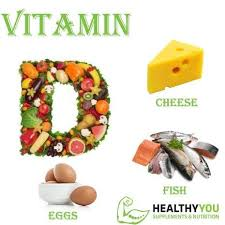 VITAMIN
D
CHEESE
EGGS
FISH
HEALTHYYOU
SUPPLEMENTS & NUTRITION